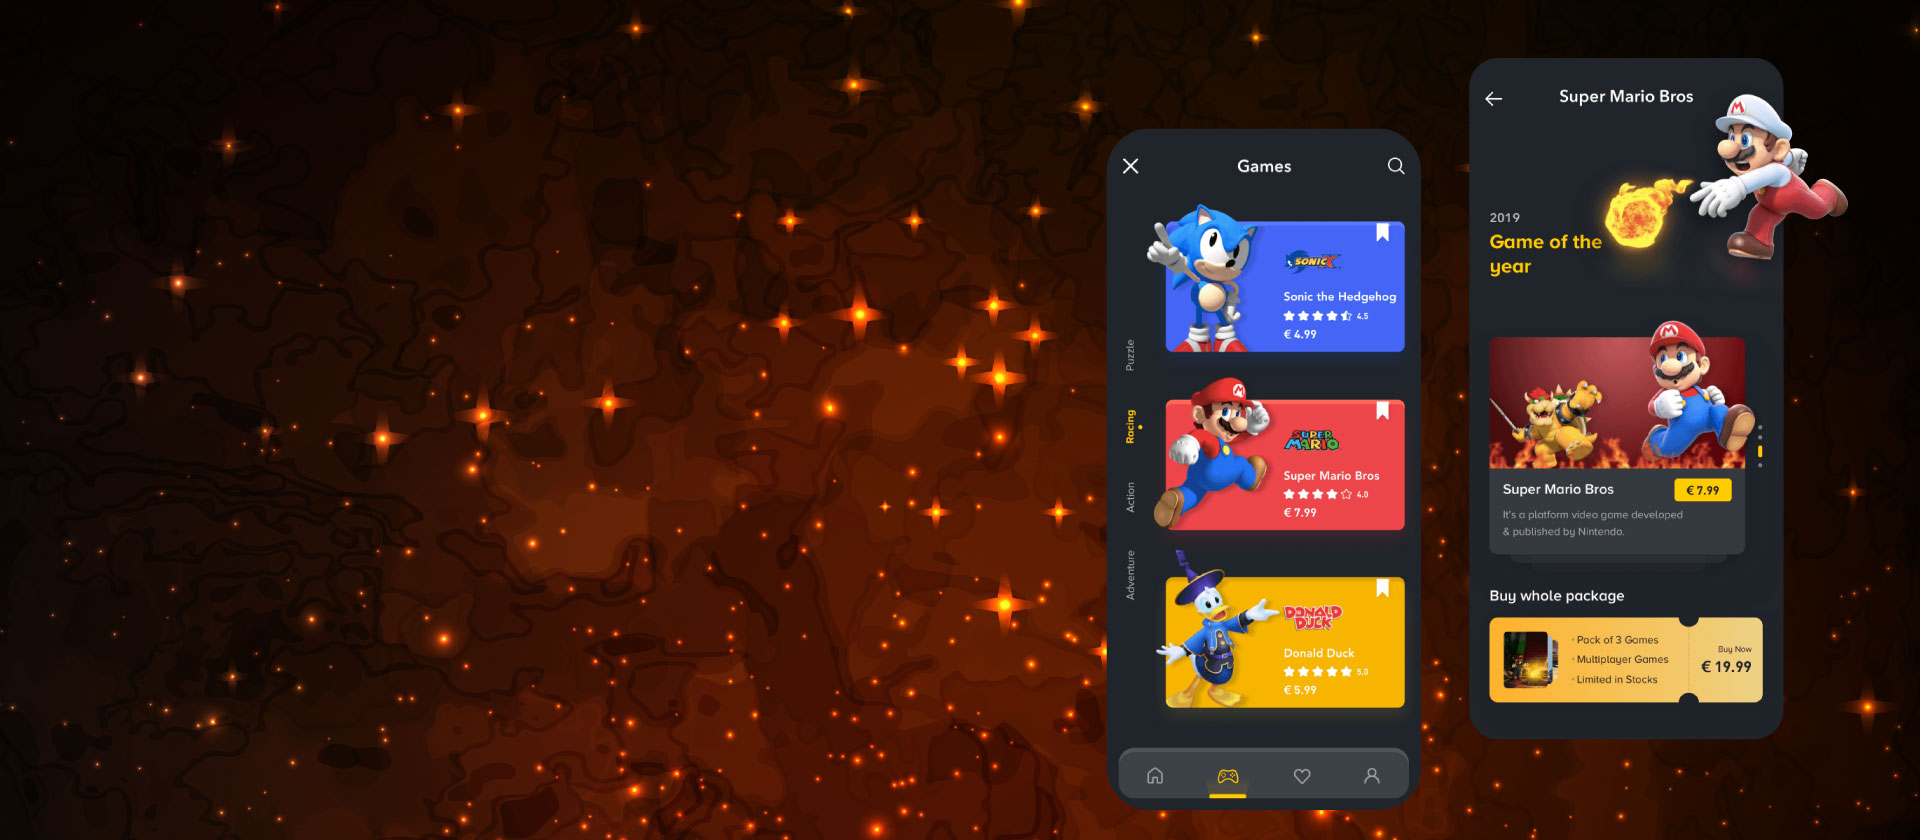 Games
Puzzle
Racing
Action
Adventure
SONIC X
Sonic the Hedgehog
4.5
€ 4.99
M
SUPER
MARIO
Super Mario Bros
4.0
€ 7.99
DONALD
DUCK
Donald Duck
5.0
€ 5.99
Super Mario Bros
M
2019
Game of the
year
M
Super Mario Bros
€ 7.99
It's a platform video game developed
& published by Nintendo.
Buy whole package
· Pack of 3 Games
· Multiplayer Games
· Limited in Stocks
Buy Now
€ 19.99